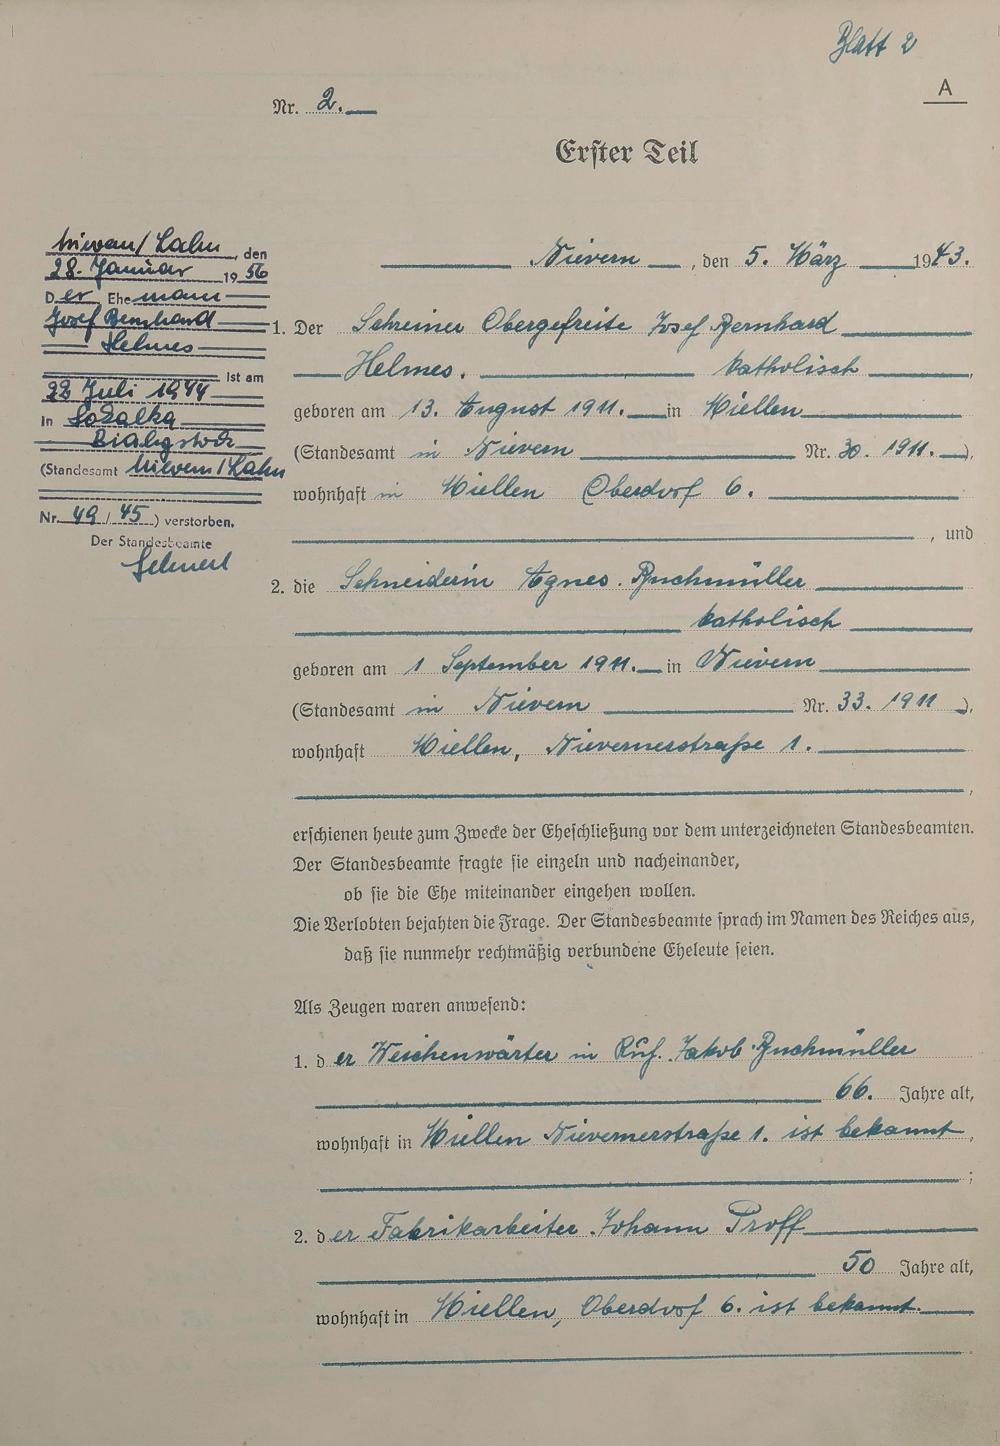 Blatt 2
A
Nr. 2.
Erster Teil
Nievern, den 5. März 1943.
1. Der Schreiner Obergefreite Josef Bernhard
Helmes. katholisch,
geboren am 13. August 1911. in Miellen
(Standesamt in Nievern Nr. 30. 1911.),
wohnhaft in Miellen Oberdorf 6.
, und
2. die Schneiderin Agnes Buchmüller
katholisch
geboren am 1 September 1911. in Nievern
(Standesamt in Nievern Nr. 33. 1911),
wohnhaft Miellen, Nievernerstraße 1.
,
erschienen heute zum Zwecke der Eheschließung vor dem unterzeichneten Standesbeamten.
Der Standesbeamte fragte sie einzeln und nacheinander,
ob sie die Ehe miteinander eingehen wollen.
Die Verlobten bejahten die Frage. Der Standesbeamte sprach im Namen des Reiches aus,
daß sie nunmehr rechtmäßig verbundene Eheleute seien.
Als Zeugen waren anwesend:
1. der Weichenwärter in Ruh. Jakob Buchmüller
66. Jahre alt,
wohnhaft in Miellen Nievernerstraße 1. ist bekannt,
;
2. der Fabrikarbeiter Johann Proff
50 Jahre alt,
wohnhaft in Miellen, Oberdorf 6. ist bekannt.
Nievern/Lahn, den
28. Januar 1956
Der Ehemann
Josef Bernhard
Helmes
ist am
22 Juli 1944
in Sokalka
Bialystock
(Standesamt Nievern/Lahn
Nr. 49/45) verstorben.
Der Standesbeamte